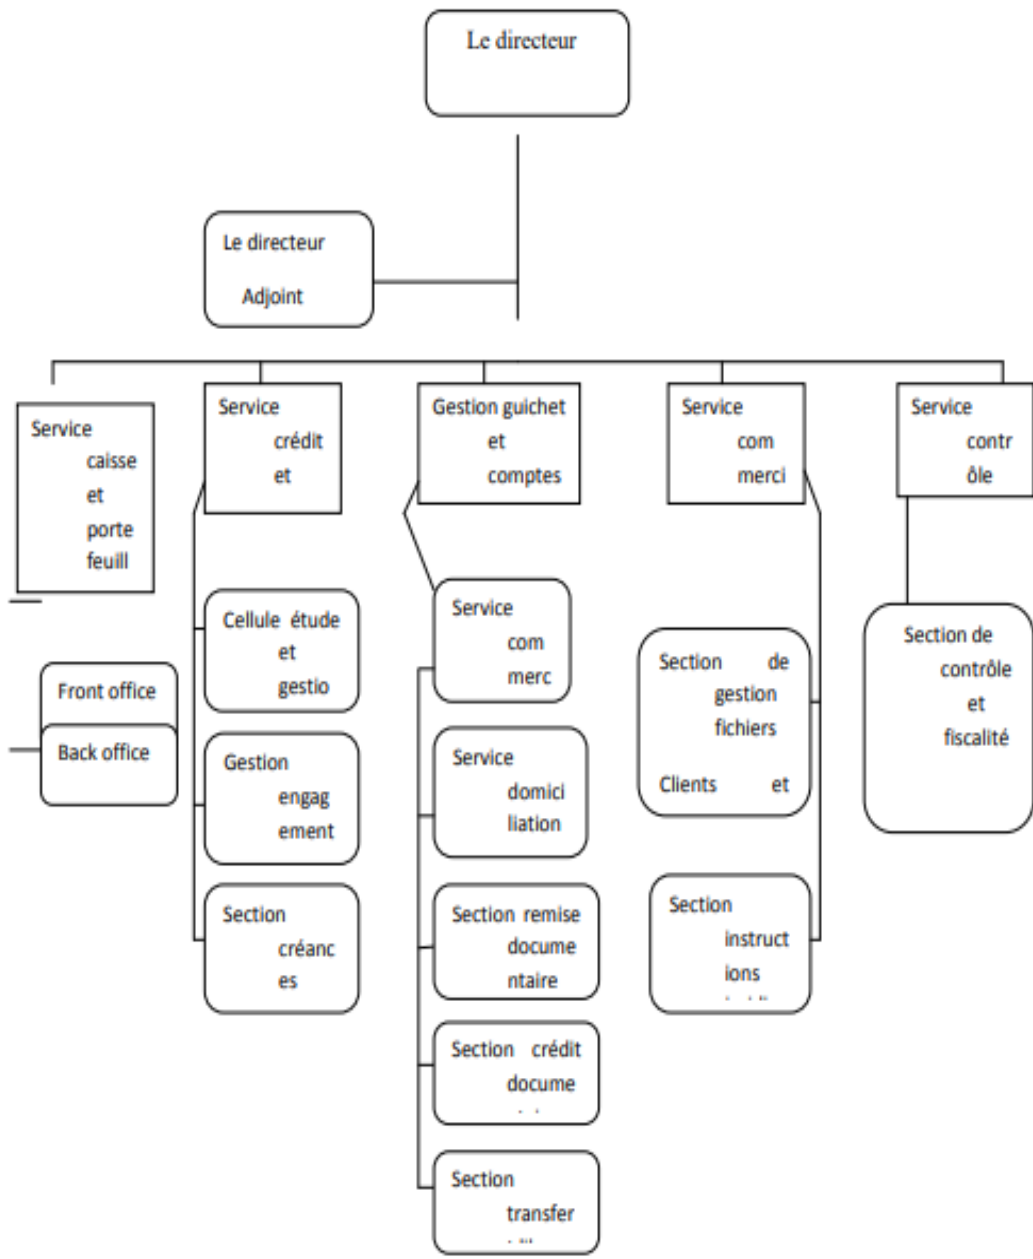 Le directeur
Le directeur
Adjoint
Service
caisse
et
porte
feuill
Service
crédit
et
Gestion guichet
et
comptes
Service
com
merci
Service
contr
ôle
Front office
Back office
Cellule étude
et
gestio
Gestion
engag
ement
Section
créanc
es
Service
com
merc
Service
domici
liation
Section remise
docume
ntaire
Section crédit
docume
Section
transfer
Section de
gestion
fichiers
Clients et
Section
instruct
ions
Section de
contrôle
et
fiscalité